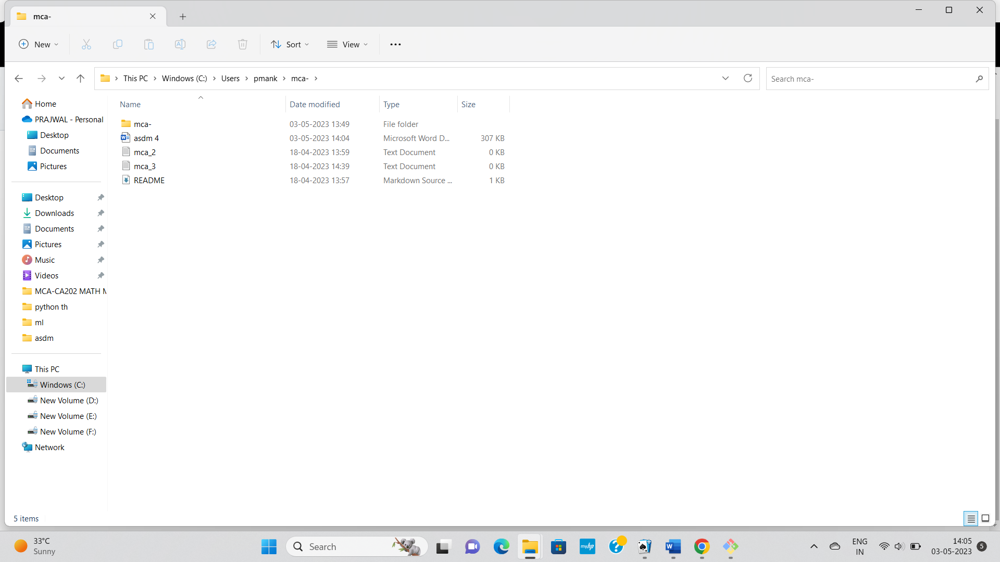 mca-
New
Sort
View
This PC > Windows (C:) > Users > pmank > mca- >
Search mca-
Home
PRAJWAL - Personal
Desktop
Documents
Pictures
Desktop
Downloads
Documents
Pictures
Music
Videos
MCA-CA202 MATH M
python th
ml
asdm
This PC
Windows (C:)
New Volume (D:)
New Volume (E:)
New Volume (F:)
Network
Name Date modified Type Size
mca- 03-05-2023 13:49 File folder
asdm 4 03-05-2023 14:04 Microsoft Word D... 307 KB
mca_2 18-04-2023 13:59 Text Document 0 KB
mca_3 18-04-2023 14:39 Text Document 0 KB
README 18-04-2023 13:57 Markdown Source ... 1 KB
5 items
33°C
Sunny
Search
myhp
ENG
IN
14:05
03-05-2023
5